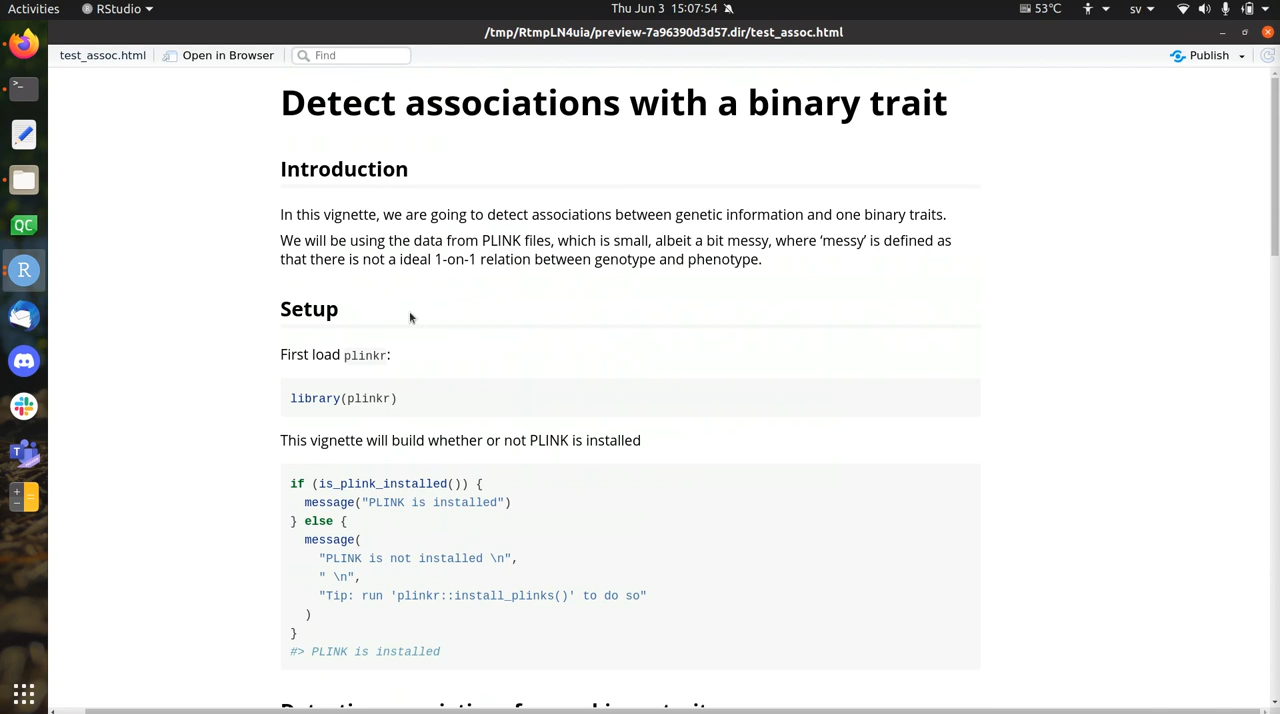 Activities RStudio Thu Jun 3 15:07:54 53°C sv
/tmp/RtmpLN4uia/preview-7a96390d3d57.dir/test_assoc.html
test_assoc.html Open in Browser Find Publish
Detect associations with a binary trait
Introduction
In this vignette, we are going to detect associations between genetic information and one binary traits.
We will be using the data from PLINK files, which is small, albeit a bit messy, where ‘messy’ is defined as
that there is not a ideal 1-on-1 relation between genotype and phenotype.
Setup
First load plinkr:
library(plinkr)
This vignette will build whether or not PLINK is installed
if (is_plink_installed()) {
  message("PLINK is installed")
} else {
  message(
    "PLINK is not installed \n",
    " \n",
    "Tip: run 'plinkr::install_plinks()' to do so"
  )
}
#> PLINK is installed
QC
R